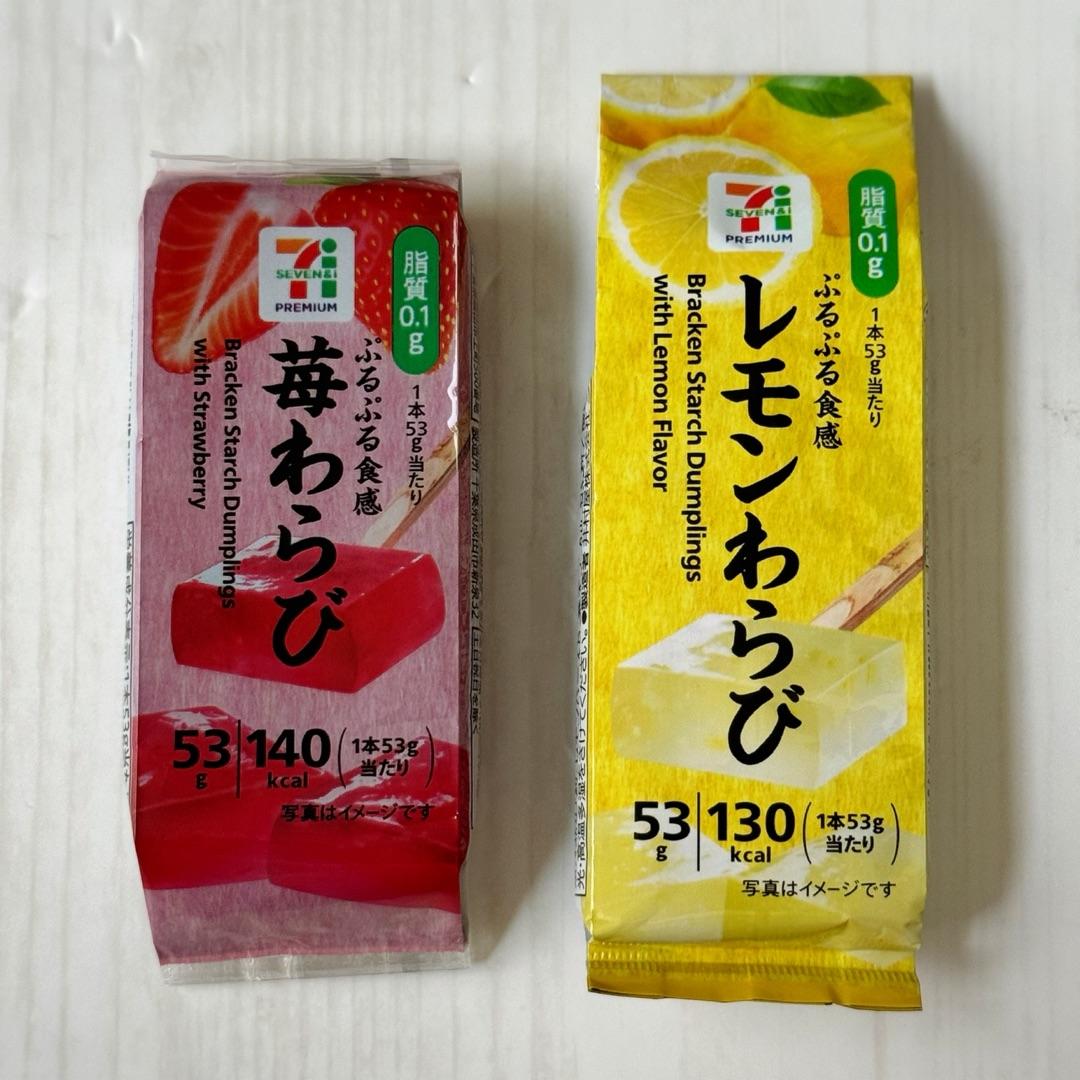 SEVEN&i
PREMIUM
脂質0.1g
1本53g当たり
ぷるぷる食感
苺わらび
Bracken Starch Dumplings
with Strawberry
53g
140kcal
(1本53g当たり)
写真はイメージです
SEVEN&i
PREMIUM
脂質0.1g
1本53g当たり
ぷるぷる食感
レモンわらび
Bracken Starch Dumplings
with Lemon Flavor
53g
130kcal
(1本53g当たり)
写真はイメージです